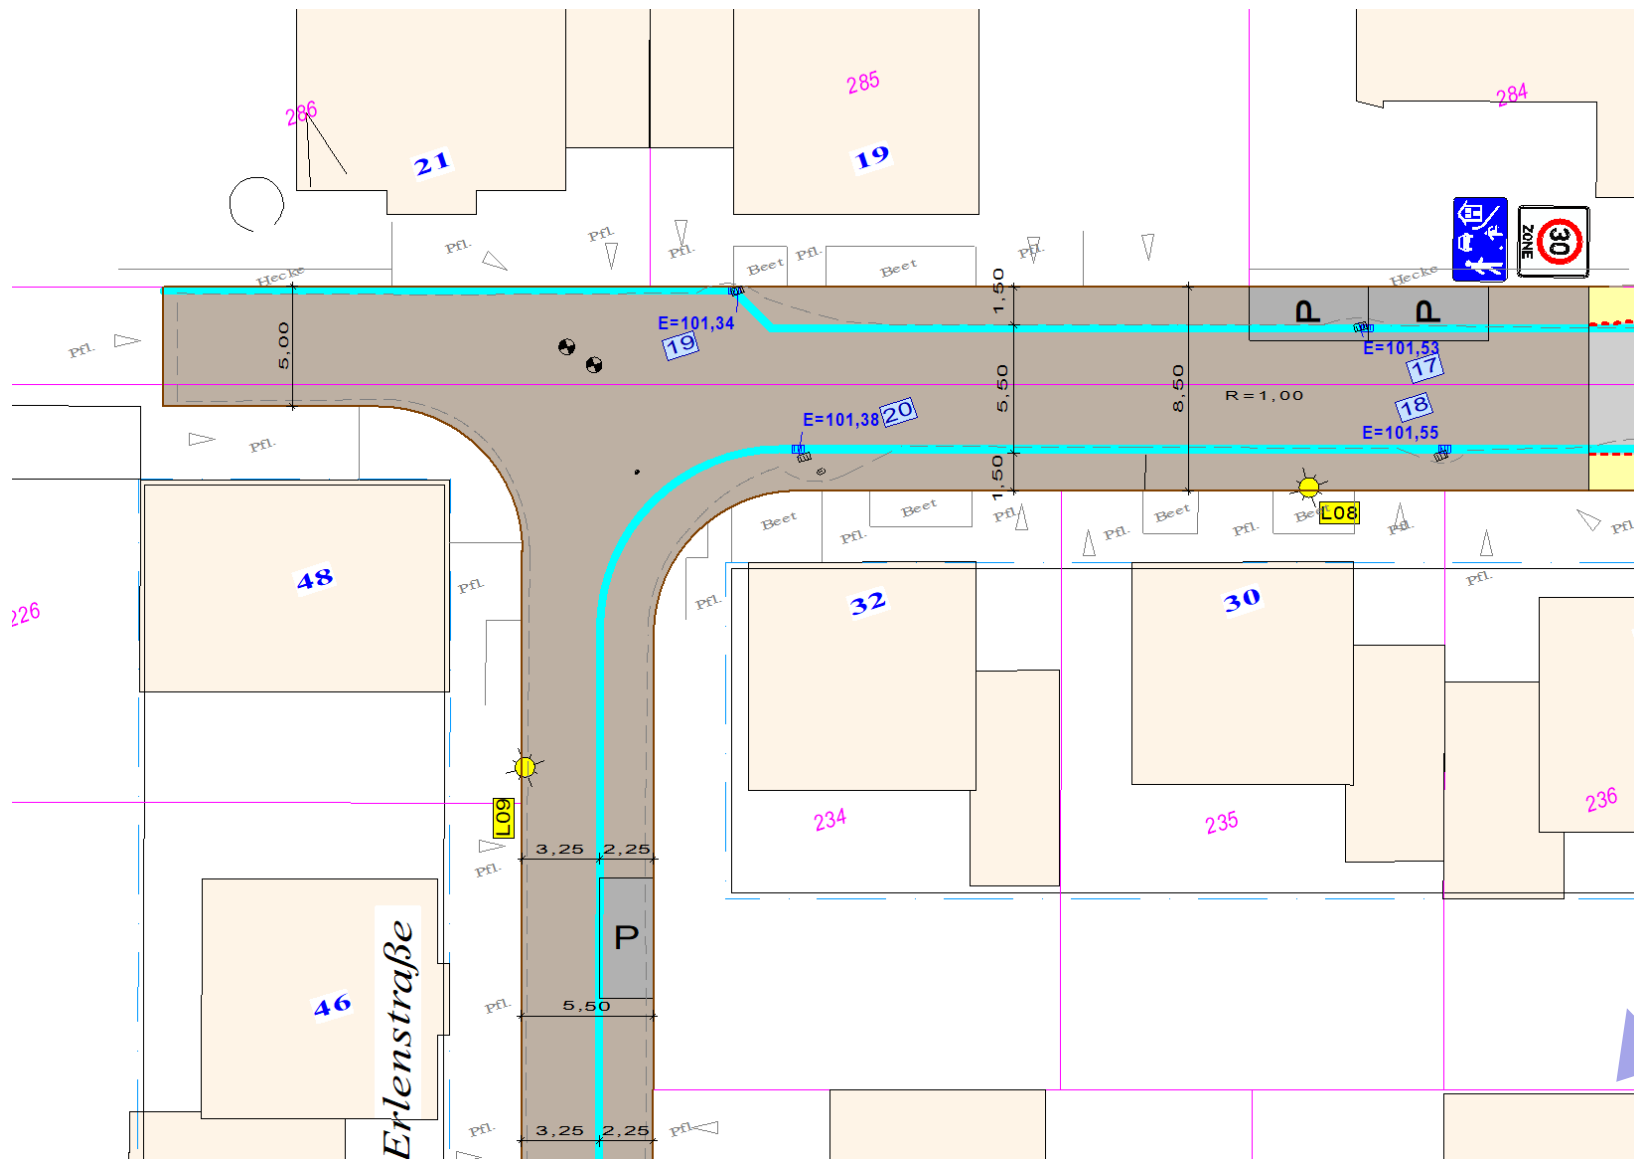 285
284
286
21
19
Pfl.
Pfl.
Pfl.
Pfl.
Pfl.
Beet
Beet
Hecke
Hecke
30
ZONE
1,50
P
P
E=101,34
19
5,00
Pfl.
E=101,53
17
5,50
8,50
R=1,00
18
E=101,38
20
E=101,55
Pfl.
1,50
Beet
Beet
Pfl.
Pfl.
Beet
Pfl.
Beet
L08
Pfl.
Pfl.
Pfl.
48
Pfl.
Pfl.
32
30
Pfl.
226
234
235
236
L09
3,25
2,25
Pfl.
P
46
Pfl.
5,50
Erlenstraße
3,25
2,25
Pfl.
Pfl.